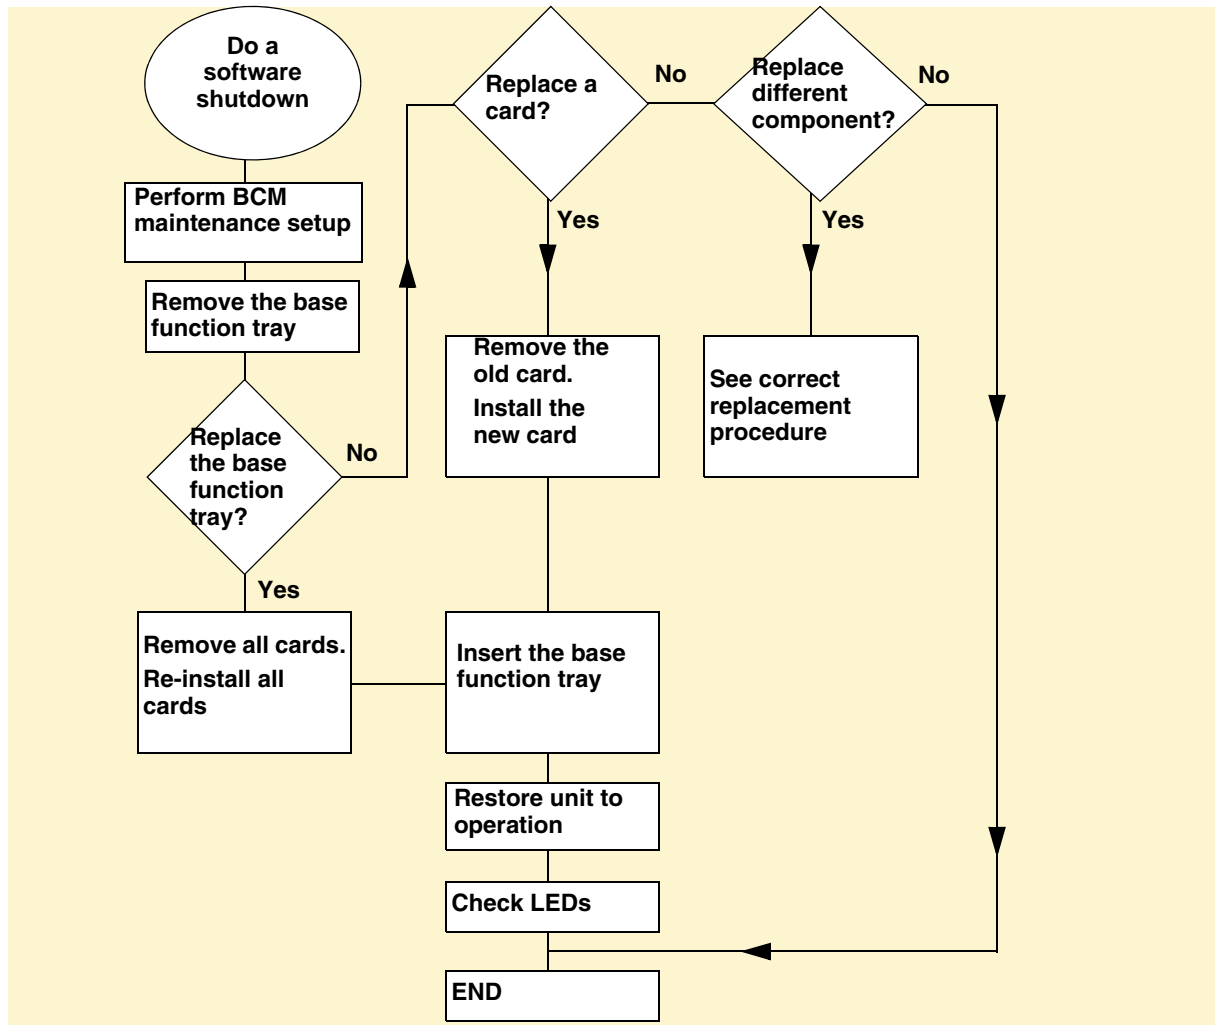 Do a
software
shutdown
Perform BCM
maintenance setup
Remove the base
function tray
Replace
the base
function
tray?
No
Yes
Remove all cards.
Re-install all
cards
Replace a
card?
No
Yes
Remove the
old card.
Install the
new card
Insert the base
function tray
Restore unit to
operation
Check LEDs
END
Replace
different
component?
No
Yes
See correct
replacement
procedure